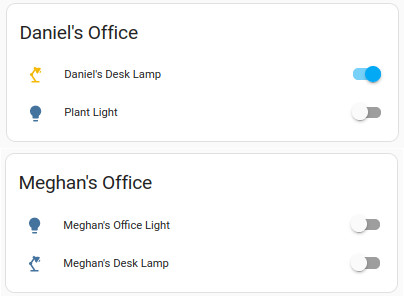 Daniel's Office
Daniel's Desk Lamp
Plant Light
Meghan's Office
Meghan's Office Light
Meghan's Desk Lamp